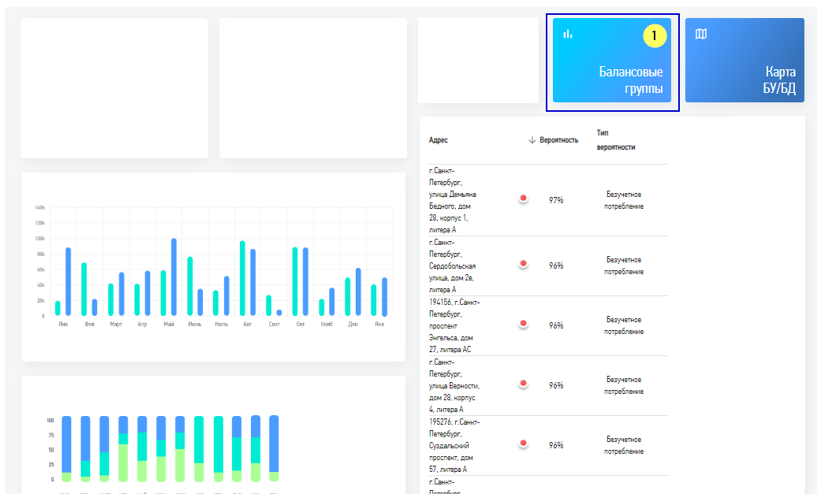 1
Балансовые
группы
Карта
БУ/БД
Адрес
Вероятность
Тип
вероятности
г.Санкт-
Петербург,
улица Демьяна
Бедного, дом
28, корпус 1,
литера А
97%
Безучетное
потребление
г.Санкт-
Петербург,
Сердобольская
улица, дом 2в,
литера А
96%
Безучетное
потребление
194156, г.Санкт-
Петербург,
проспект
Энгельса, дом
27, литера АС
96%
Безучетное
потребление
г.Санкт-
Петербург,
улица Верности,
дом 28, корпус
4, литера А
96%
Безучетное
потребление
195276, г.Санкт-
Петербург,
Суздальский
проспект, дом
57, литера А
96%
Безучетное
потребление
г.Санкт-
Петербург,
140k
120k
100k
80k
60k
40k
20k
0
Янв Фев Март Апр Май Июнь Июль Авг Сент Окт Нояб Дек Янв
100
75
50
25
0